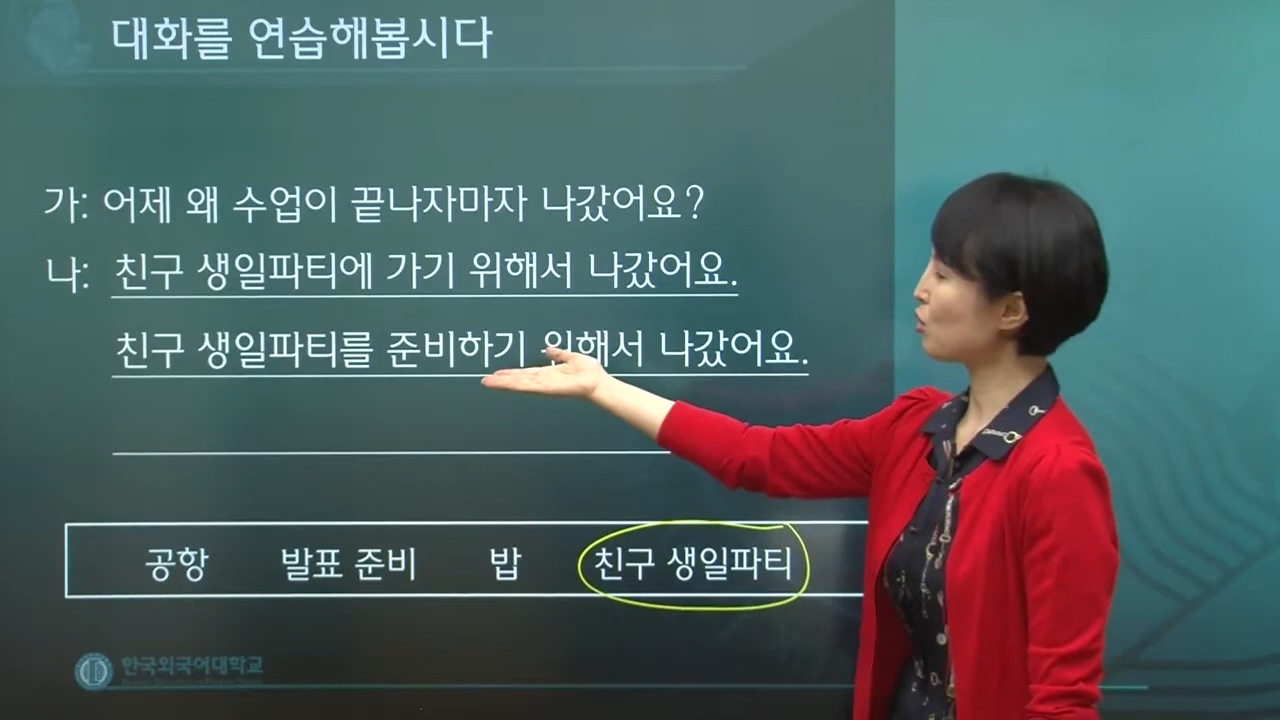 대화를 연습해봅시다
가: 어제 왜 수업이 끝나자마자 나갔어요?
나: 친구 생일파티에 가기 위해서 나갔어요.
친구 생일파티를 준비하기 위해서 나갔어요.
공항 발표 준비 밥 친구 생일파티
한국외국어대학교